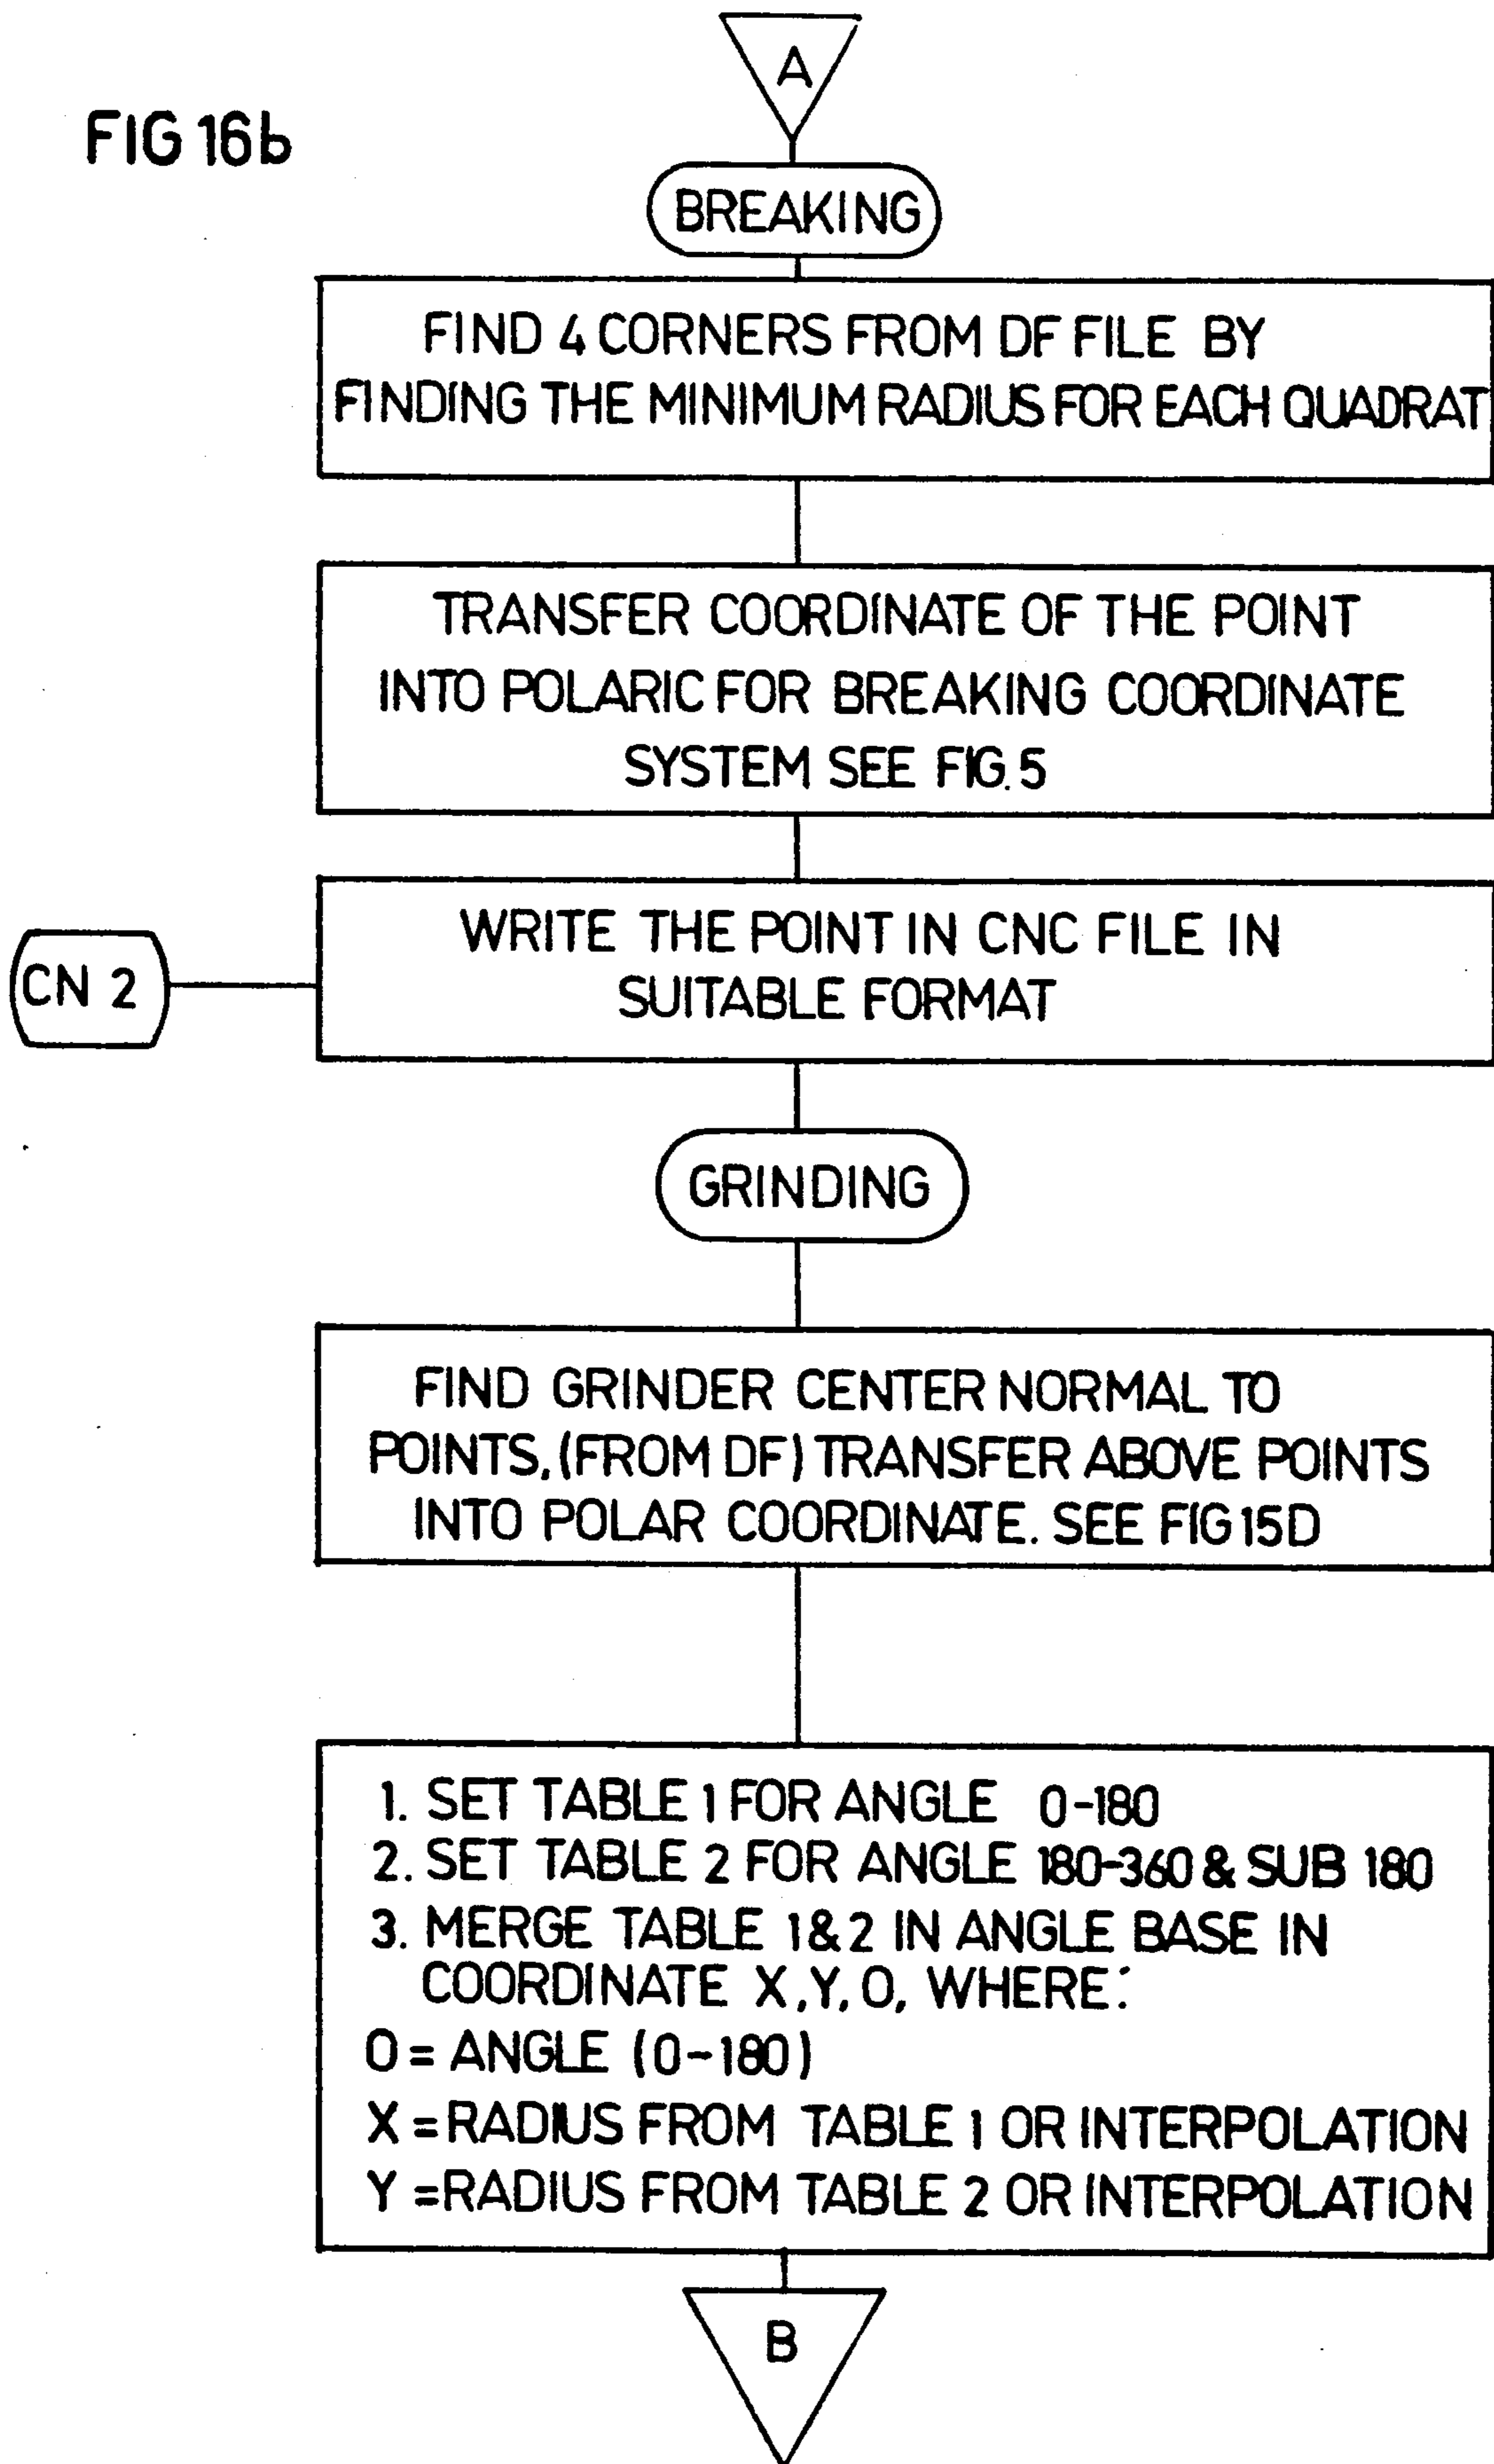 A
FIG 16b
BREAKING
FIND 4 CORNERS FROM DF FILE BY
FINDING THE MINIMUM RADIUS FOR EACH QUADRAT
TRANSFER COORDINATE OF THE POINT
INTO POLARIC FOR BREAKING COORDINATE
SYSTEM SEE FIG. 5
WRITE THE POINT IN CNC FILE IN
SUITABLE FORMAT
CN 2
GRINDING
FIND GRINDER CENTER NORMAL TO
POINTS, (FROM DF) TRANSFER ABOVE POINTS
INTO POLAR COORDINATE. SEE FIG 15D
1. SET TABLE 1 FOR ANGLE 0-180
2. SET TABLE 2 FOR ANGLE 180-360 & SUB 180
3. MERGE TABLE 1&2 IN ANGLE BASE IN
COORDINATE X, Y, O, WHERE:
O = ANGLE (0-180)
X = RADIUS FROM TABLE 1 OR INTERPOLATION
Y = RADIUS FROM TABLE 2 OR INTERPOLATION
B